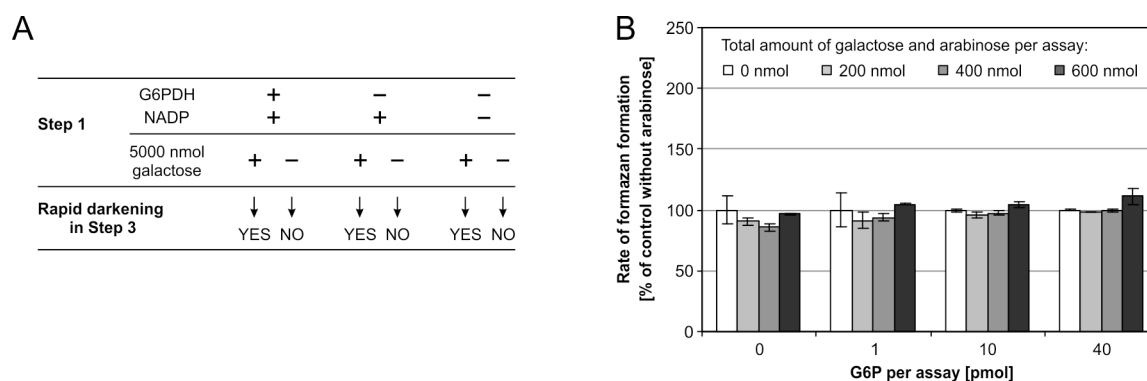 A
G6PDH + − −
Step 1 NADP + + −
5000 nmol
galactose + − + − + −
Rapid darkening
in Step 3
YES NO YES NO YES NO
B
Rate of formazan formation
[% of control without arabinose]
250
200
150
100
50
0
Total amount of galactose and arabinose per assay:
0 nmol 200 nmol 400 nmol 600 nmol
0 1 10 40
G6P per assay [pmol]